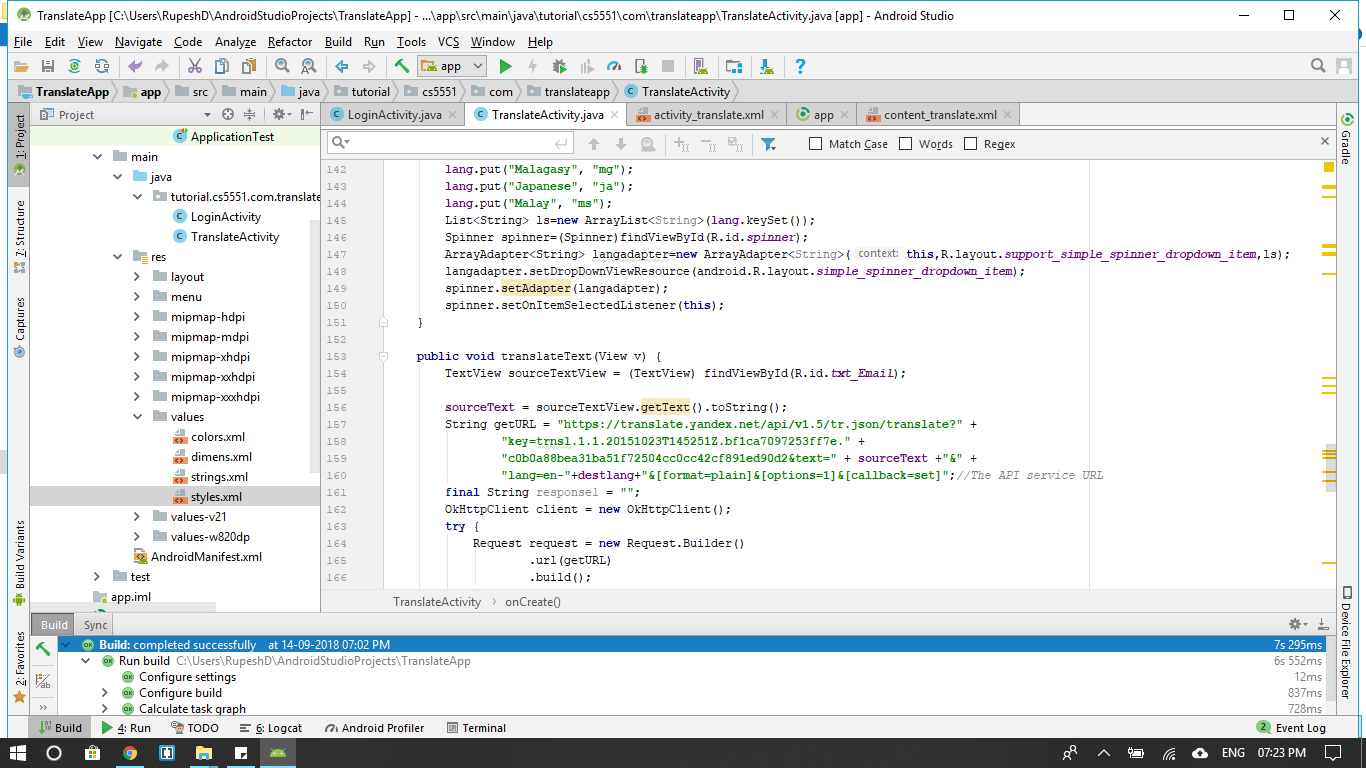 TranslateApp [C:\Users\RupeshD\AndroidStudioProjects\TranslateApp] - ...\app\src\main\java\tutorial\cs5551\com\translateapp\TranslateActivity.java [app] - Android Studio
File Edit View Navigate Code Analyze Refactor Build Run Tools VCS Window Help
app
TranslateApp app src main java tutorial cs5551 com translateapp TranslateActivity
1: Project
7: Structure
Captures
Build Variants
2: Favorites
Project
ApplicationTest
main
java
tutorial.cs5551.com.translate
LoginActivity
TranslateActivity
res
layout
menu
mipmap-hdpi
mipmap-mdpi
mipmap-xhdpi
mipmap-xxhdpi
mipmap-xxxhdpi
values
colors.xml
dimens.xml
strings.xml
styles.xml
values-v21
values-w820dp
AndroidManifest.xml
test
app.iml
LoginActivity.java TranslateActivity.java activity_translate.xml app content_translate.xml
Match Case Words Regex
142 lang.put("Malagasy", "mg");
143 lang.put("Japanese", "ja");
144 lang.put("Malay", "ms");
145 List<String> ls=new ArrayList<String>(lang.keySet());
146 Spinner spinner=(Spinner)findViewById(R.id.spinner);
147 ArrayAdapter<String> langadapter=new ArrayAdapter<String>( context: this,R.layout.support_simple_spinner_dropdown_item,ls);
148 langadapter.setDropDownViewResource(android.R.layout.simple_spinner_dropdown_item);
149 spinner.setAdapter(langadapter);
150 spinner.setOnItemSelectedListener(this);
151 }
152
153 public void translateText(View v) {
154 TextView sourceTextView = (TextView) findViewById(R.id.txt_Email);
155
156 sourceText = sourceTextView.getText().toString();
157 String getURL = "https://translate.yandex.net/api/v1.5/tr.json/translate?" +
158 "key=trnsl.1.1.20151023T145251Z.bf1ca7097253ff7e." +
159 "c0b0a88bea31ba51f72504cc0cc42cf891ed90d2&text=" + sourceText +"&" +
160 "lang=en-"+destlang+"&[format=plain]&[options=1]&[callback=set]";//The API service URL
161 final String response1 = "";
162 OkHttpClient client = new OkHttpClient();
163 try {
164 Request request = new Request.Builder()
165 .url(getURL)
166 .build();
TranslateActivity onCreate()
Gradle
Device File Explorer
Build Sync
Build: completed successfully at 14-09-2018 07:02 PM 7s 295ms
Run build C:\Users\RupeshD\AndroidStudioProjects\TranslateApp 6s 552ms
Configure settings 12ms
Configure build 837ms
Calculate task graph 728ms
Build 4: Run TODO 6: Logcat Android Profiler Terminal 2 Event Log
ENG 07:23 PM